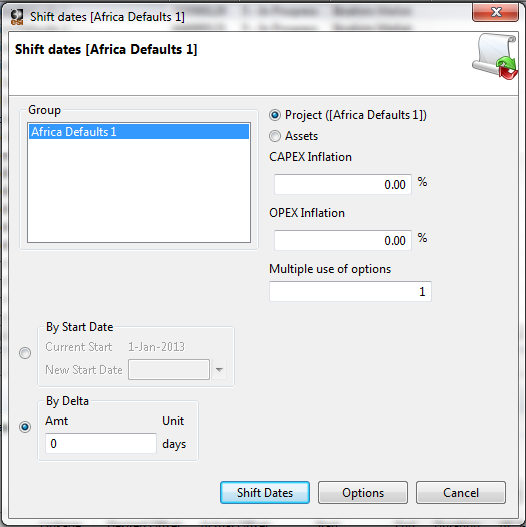 Shift dates [Africa Defaults 1]
Shift dates [Africa Defaults 1]
Group
Africa Defaults 1
Project ([Africa Defaults 1])
Assets
CAPEX Inflation
0.00 %
OPEX Inflation
0.00 %
Multiple use of options
1
By Start Date
Current Start 1-Jan-2013
New Start Date
By Delta
Amt Unit
0 days
Shift Dates Options Cancel